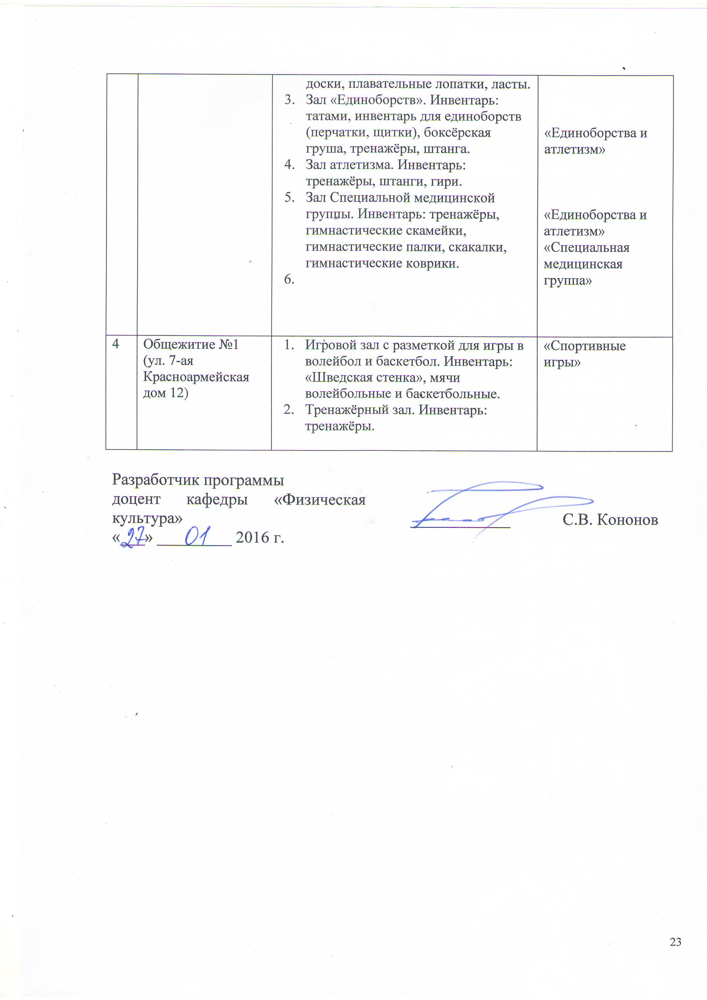 доски, плавательные лопатки, ласты.
3. Зал «Единоборств». Инвентарь:
татами, инвентарь для единоборств
(перчатки, щитки), боксёрская
груша, тренажёры, штанга.
4. Зал атлетизма. Инвентарь:
тренажёры, штанги, гири.
5. Зал Специальной медицинской
группы. Инвентарь: тренажёры,
гимнастические скамейки,
гимнастические палки, скакалки,
гимнастические коврики.
6.
«Единоборства и
атлетизм»
«Единоборства и
атлетизм»
«Специальная
медицинская
группа»
4
Общежитие №1
(ул. 7-ая
Красноармейская
дом 12)
1. Игровой зал с разметкой для игры в
волейбол и баскетбол. Инвентарь:
«Шведская стенка», мячи
волейбольные и баскетбольные.
2. Тренажёрный зал. Инвентарь:
тренажёры.
«Спортивные
игры»
Разработчик программы
доцент кафедры «Физическая
культура»
С.В. Кононов
«27» 01 2016 г.
23